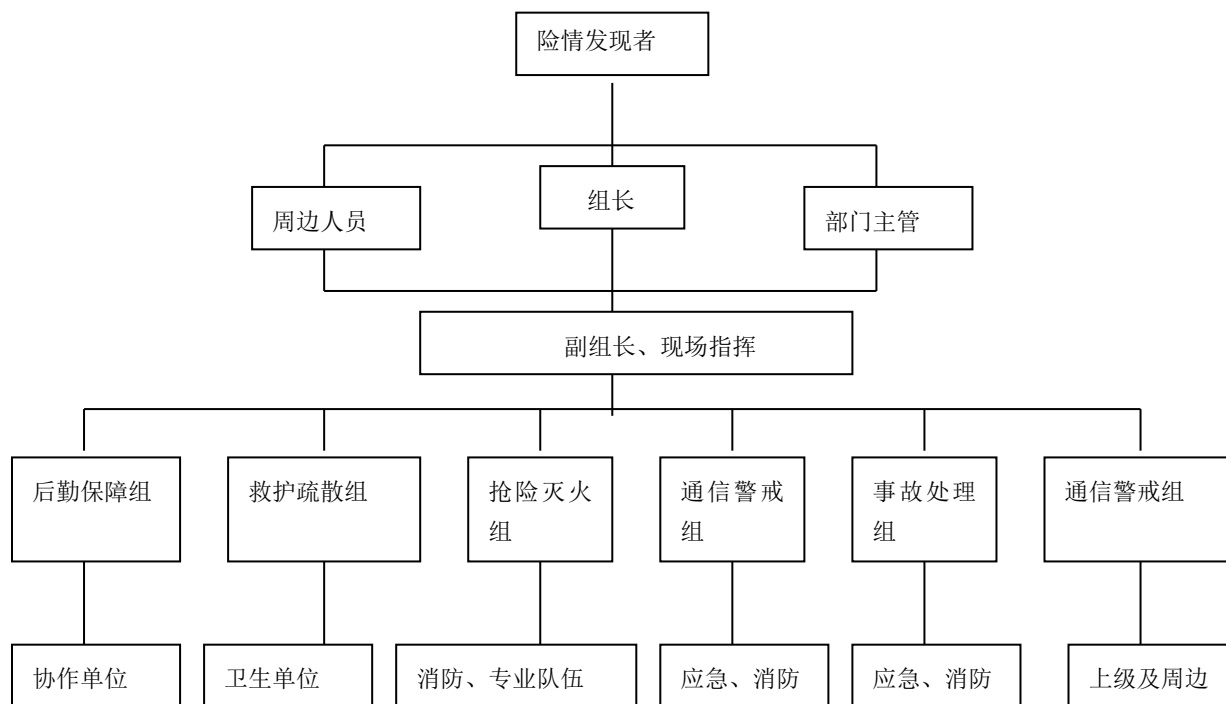 险情发现者
周边人员
组长
部门主管
副组长、现场指挥
后勤保障组
救护疏散组
抢险灭火
组
通信警戒
组
事故处理
组
通信警戒组
协作单位
卫生单位
消防、专业队伍
应急、消防
应急、消防
上级及周边